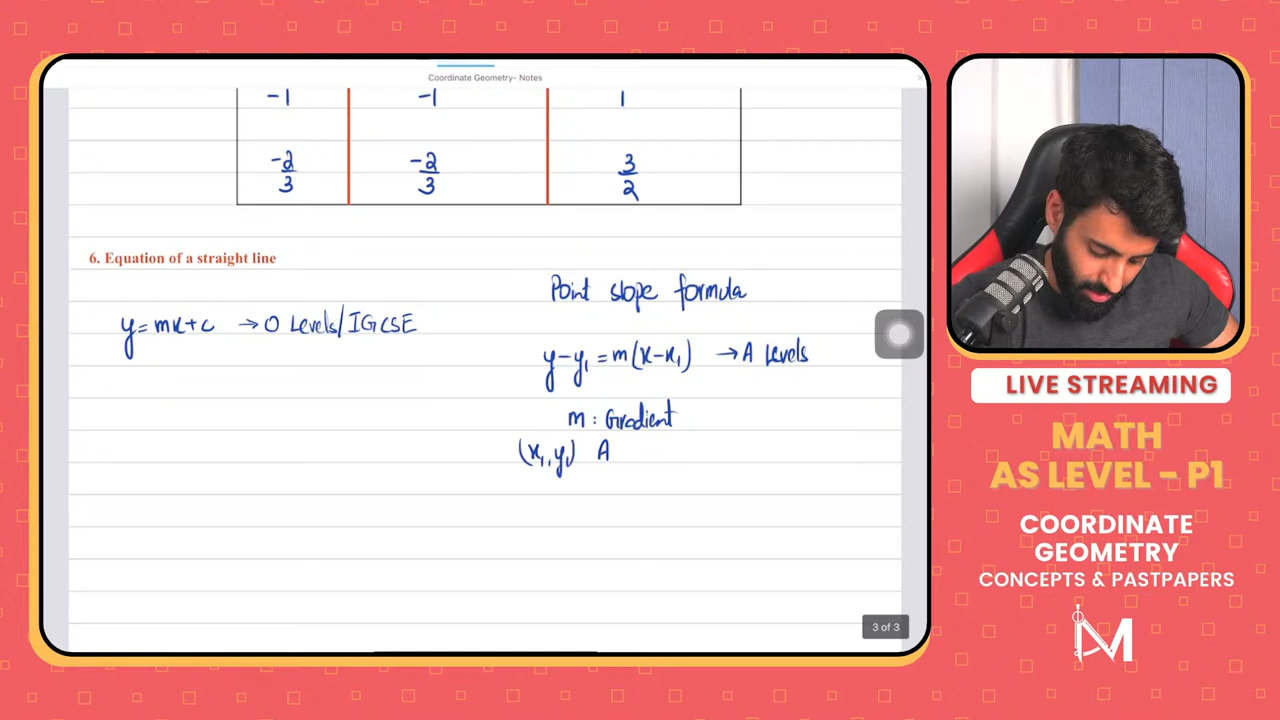 Coordinate Geometry- Notes
-1 -1 1
-2/3 -2/3 3/2
6. Equation of a straight line
Point slope formula
y=mx+c → O Levels/IGCSE
y-y₁=m(x-x₁) → A Levels
m : Gradient
(x₁,y₁) A
3 of 3
LIVE STREAMING
MATH
AS LEVEL - P1
COORDINATE
GEOMETRY
CONCEPTS & PASTPAPERS
M